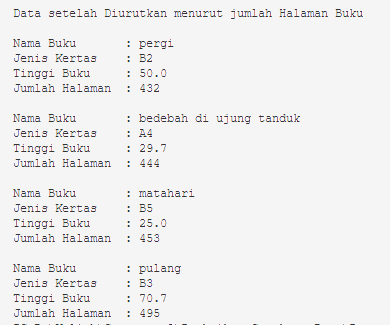 Data setelah Diurutkan menurut jumlah Halaman Buku
Nama Buku : pergi
Jenis Kertas : B2
Tinggi Buku : 50.0
Jumlah Halaman : 432
Nama Buku : bedebah di ujung tanduk
Jenis Kertas : A4
Tinggi Buku : 29.7
Jumlah Halaman : 444
Nama Buku : matahari
Jenis Kertas : B5
Tinggi Buku : 25.0
Jumlah Halaman : 453
Nama Buku : pulang
Jenis Kertas : B3
Tinggi Buku : 70.7
Jumlah Halaman : 495